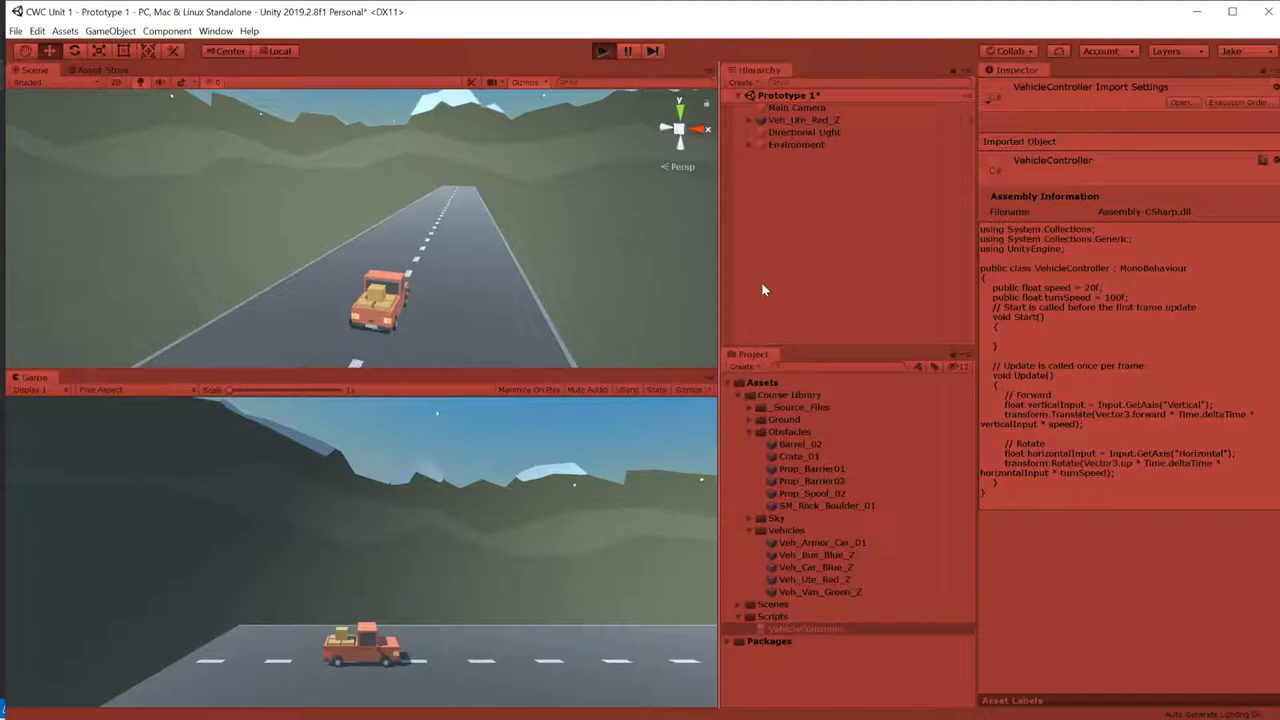 CWC Unit 1 - Prototype 1 - PC, Mac & Linux Standalone - Unity 2019.2.8f1 Personal* <DX11>
File Edit Assets GameObject Component Window Help
Center Local
Collab Account Layers Jake
Scene Asset Store
Shaded 2D Gizmos
y
x
Persp
Game
Display 1 Free Aspect Scale 1x Maximize On Play Mute Audio VSync Stats Gizmos
Hierarchy
Create
Prototype 1*
Main Camera
Veh_Ute_Red_Z
Directional Light
Environment
Project
Create
Assets
Course Library
_Source_Files
Ground
Obstacles
Barrel_02
Crate_01
Prop_Barrier01
Prop_Barrier02
Prop_Spool_02
SM_Rock_Boulder_01
Sky
Vehicles
Veh_Armor_Car_01
Veh_Bus_Blue_Z
Veh_Car_Blue_Z
Veh_Ute_Red_Z
Veh_Van_Green_Z
Scenes
Scripts
VehicleController
Packages
Inspector
VehicleController Import Settings
Open... Execution Order...
Imported Object
VehicleController
Assembly Information
Filename Assembly-CSharp.dll
using System.Collections;
using System.Collections.Generic;
using UnityEngine;
public class VehicleController : MonoBehaviour
{
public float speed = 20f;
public float turnSpeed = 100f;
// Start is called before the first frame update
void Start()
{
}
// Update is called once per frame
void Update()
{
// Forward
float verticalInput = Input.GetAxis("Vertical");
transform.Translate(Vector3.forward * Time.deltaTime *
verticalInput * speed);
// Rotate
float horizontalInput = Input.GetAxis("Horizontal");
transform.Rotate(Vector3.up * Time.deltaTime *
horizontalInput * turnSpeed);
}
}
Asset Labels
Auto Generate Lighting